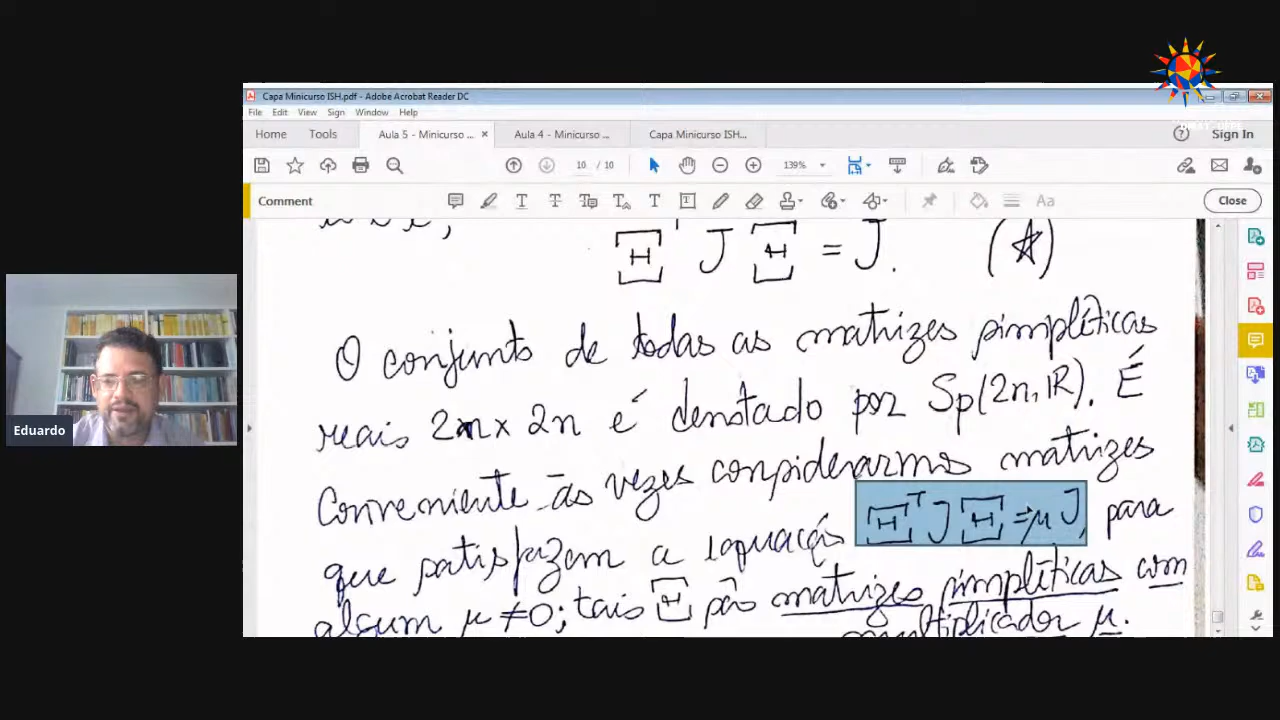 Capa Minicurso ISH.pdf - Adobe Acrobat Reader DC
File Edit View Sign Window Help
Home Tools Aula 5 - Minicurso ... × Aula 4 - Minicurso ... Capa Minicurso ISH... Sign In
10 / 10 139%
Comment Close
Ξᵀ J Ξ = J. (☆)
O conjunto de todas as matrizes simpléticas
reais 2n x 2n é denotado por Sp(2n, ℝ). É
Conveniente às vezes considerarmos matrizes
que satisfazem a equação Ξᵀ J Ξ = μ J, para
algum μ ≠ 0; tais Ξ são matrizes simpléticas com
multiplicador μ.
Eduardo